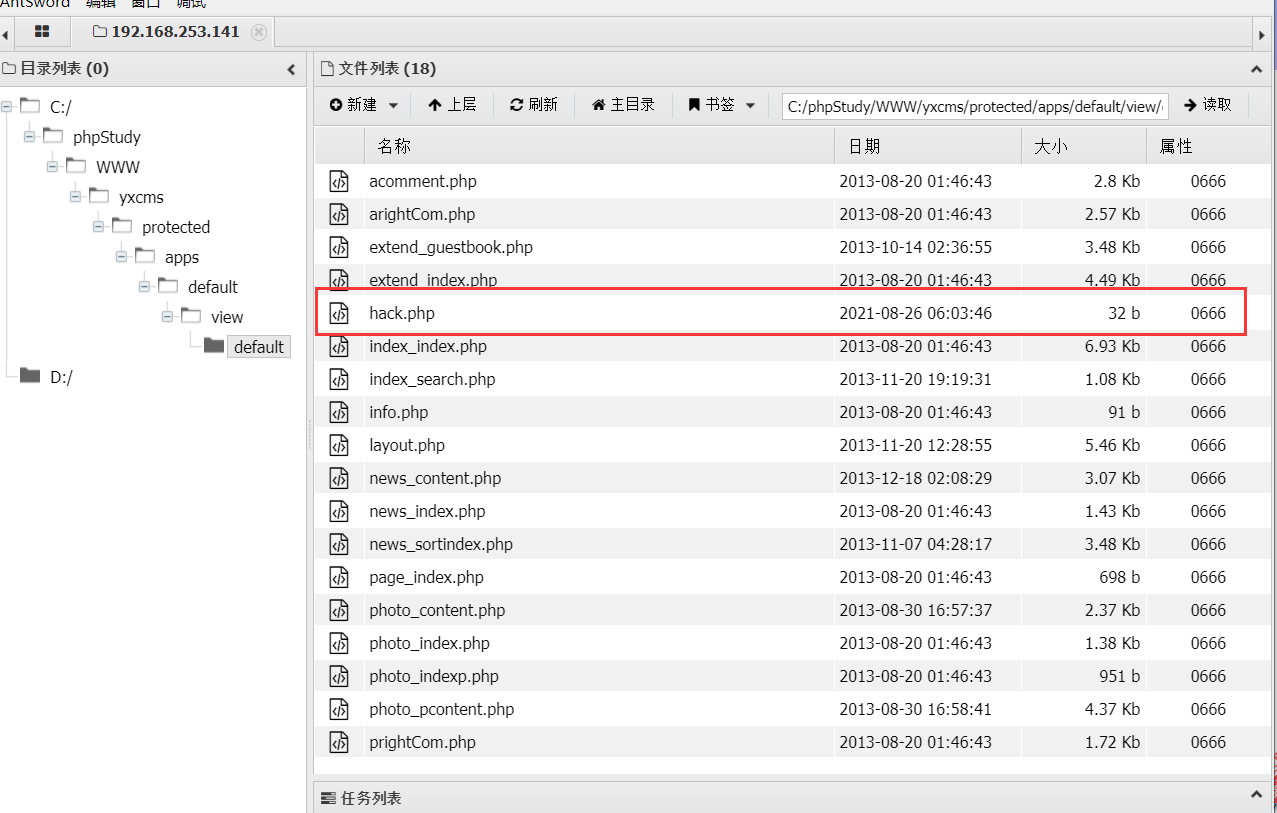 AntSword 编辑 窗口 调试
192.168.253.141
目录列表 (0)
C:/
phpStudy
WWW
yxcms
protected
apps
default
view
default
D:/
文件列表 (18)
新建 上层 刷新 主目录 书签 C:/phpStudy/WWW/yxcms/protected/apps/default/view/ 读取
名称 日期 大小 属性
acomment.php 2013-08-20 01:46:43 2.8 Kb 0666
arightCom.php 2013-08-20 01:46:43 2.57 Kb 0666
extend_guestbook.php 2013-10-14 02:36:55 3.48 Kb 0666
extend_index.php 2013-08-20 01:46:43 4.49 Kb 0666
hack.php 2021-08-26 06:03:46 32 b 0666
index_index.php 2013-08-20 01:46:43 6.93 Kb 0666
index_search.php 2013-11-20 19:19:31 1.08 Kb 0666
info.php 2013-08-20 01:46:43 91 b 0666
layout.php 2013-11-20 12:28:55 5.46 Kb 0666
news_content.php 2013-12-18 02:08:29 3.07 Kb 0666
news_index.php 2013-08-20 01:46:43 1.43 Kb 0666
news_sortindex.php 2013-11-07 04:28:17 3.48 Kb 0666
page_index.php 2013-08-20 01:46:43 698 b 0666
photo_content.php 2013-08-30 16:57:37 2.37 Kb 0666
photo_index.php 2013-08-20 01:46:43 1.38 Kb 0666
photo_indexp.php 2013-08-20 01:46:43 951 b 0666
photo_pcontent.php 2013-08-30 16:58:41 4.37 Kb 0666
prightCom.php 2013-08-20 01:46:43 1.72 Kb 0666
任务列表